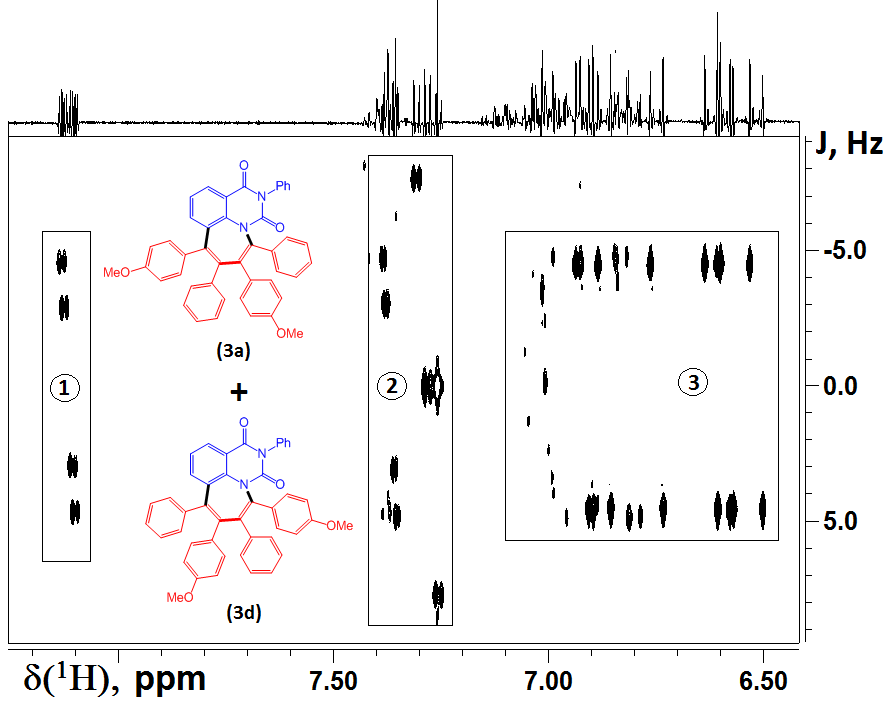 J, Hz
-5.0
0.0
5.0
1
2
3
O
N
Ph
N
O
MeO
OMe
(3a)
+
O
N
Ph
N
O
OMe
MeO
(3d)
7.50
7.00
6.50
δ(¹H), ppm